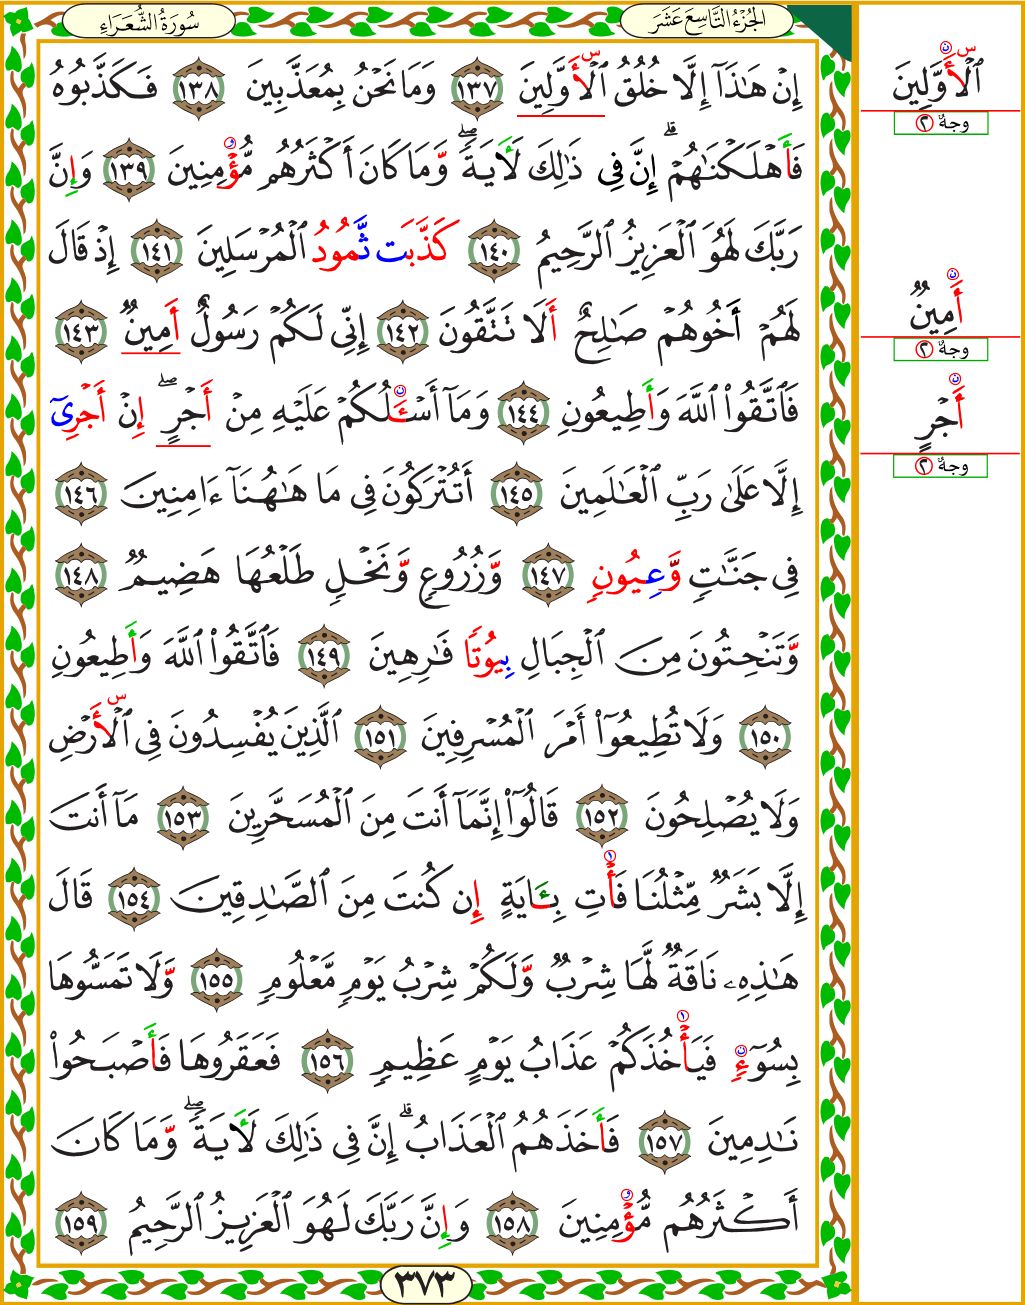 الجُزْءُ التَّاسِعَ عَشَرَ
سُورَةُ الشُّعَرَاءِ
إِنْ هَٰذَآ إِلَّا خُلُقُ ٱلْأَوَّلِينَ ١٣٧ وَمَا نَحْنُ بِمُعَذَّبِينَ ١٣٨ فَكَذَّبُوهُ
فَأَهْلَكْنَٰهُمْ ۗ إِنَّ فِى ذَٰلِكَ لَأٓيَةً ۖ وَّمَا كَانَ أَكْثَرُهُم مُّؤْمِنِينَ ١٣٩ وَإِنَّ
رَبَّكَ لَهُوَ ٱلْعَزِيزُ ٱلرَّحِيمُ ١٤٠ كَذَّبَت ثَّمُودُ ٱلْمُرْسَلِينَ ١٤١ إِذْ قَالَ
لَهُمْ أَخُوهُمْ صَٰلِحٌ أَلَا تَتَّقُونَ ١٤٢ إِنِّى لَكُمْ رَسُولٌ أَمِينٌ ١٤٣
فَٱتَّقُوا۟ ٱللَّهَ وَأَطِيعُونِ ١٤٤ وَمَآ أَسْـَٔلُكُمْ عَلَيْهِ مِنْ أَجْرٍ ۖ إِنْ أَجْرِىَ
إِلَّا عَلَىٰ رَبِّ ٱلْعَٰلَمِينَ ١٤٥ أَتُتْرَكُونَ فِى مَا هَٰهُنَآ ءَامِنِينَ ١٤٦
فِى جَنَّٰتٍ وَّعِيُونٍ ١٤٧ وَّزُرُوعٍ وَّنَخْلٍ طَلْعُهَا هَضِيمٌ ١٤٨
وَّتَنْحِتُونَ مِنَ ٱلْجِبَالِ بِيُوتًا فَٰرِهِينَ ١٤٩ فَٱتَّقُوا۟ ٱللَّهَ وَأَطِيعُونِ
١٥٠ وَلَا تُطِيعُوٓا۟ أَمْرَ ٱلْمُسْرِفِينَ ١٥١ ٱلَّذِينَ يُفْسِدُونَ فِى ٱلْأَرْضِ
وَلَا يُصْلِحُونَ ١٥٢ قَالُوٓا۟ إِنَّمَآ أَنتَ مِنَ ٱلْمُسَحَّرِينَ ١٥٣ مَآ أَنتَ
إِلَّا بَشَرٌ مِّثْلُنَا فَأْتِ بِـَٔايَةٍ إِن كُنتَ مِنَ ٱلصَّٰدِقِينَ ١٥٤ قَالَ
هَٰذِهِۦ نَاقَةٌ لَّهَا شِرْبٌ وَّلَكُمْ شِرْبُ يَوْمٍ مَّعْلُومٍ ١٥٥ وَّلَا تَمَسُّوهَا
بِسُوٓءٍ فَيَأْخُذَكُمْ عَذَابُ يَوْمٍ عَظِيمٍ ١٥٦ فَعَقَرُوهَا فَأَصْبَحُوا۟
نَٰدِمِينَ ١٥٧ فَأَخَذَهُمُ ٱلْعَذَابُ ۗ إِنَّ فِى ذَٰلِكَ لَأٓيَةً ۖ وَّمَا كَانَ
أَكْثَرُهُم مُّؤْمِنِينَ ١٥٨ وَإِنَّ رَبَّكَ لَهُوَ ٱلْعَزِيزُ ٱلرَّحِيمُ ١٥٩
٣٧٣
ٱلْأَوَّلِينَ
وجهٌ ٢
أَمِينٌ
وجهٌ ٢
أَجْرٍ
وجهٌ ٢